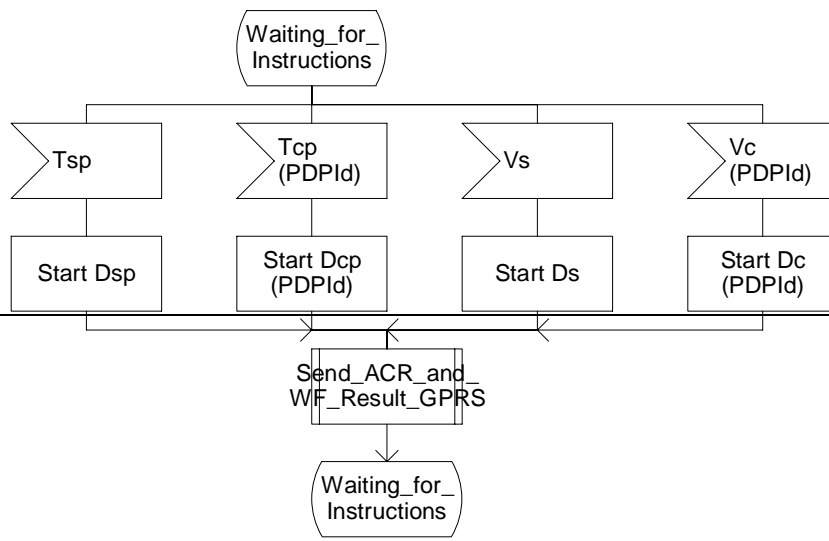 Waiting_for_
Instructions
Tsp
Tcp
(PDPId)
Vs
Vc
(PDPId)
Start Dsp
Start Dcp
(PDPId)
Start Ds
Start Dc
(PDPId)
Send_ACR_and_
WF_Result_GPRS
Waiting_for_
Instructions